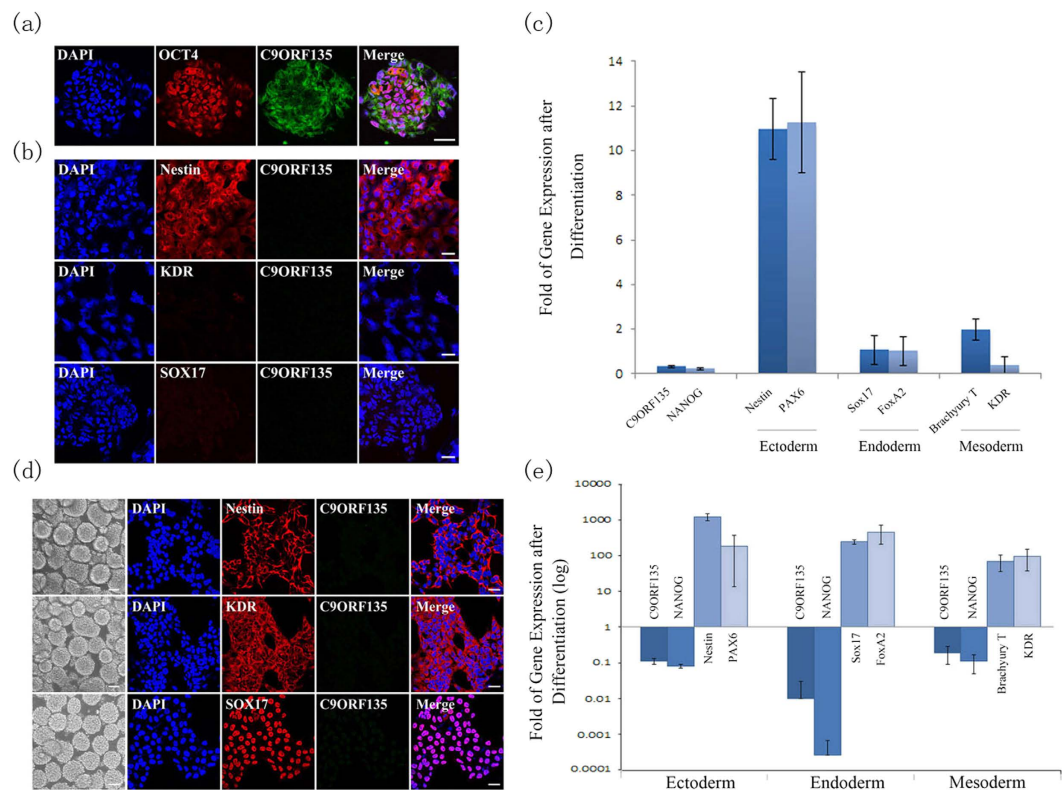 (a)
DAPI OCT4 C9ORF135 Merge
(b)
DAPI Nestin C9ORF135 Merge
DAPI KDR C9ORF135 Merge
DAPI SOX17 C9ORF135 Merge
(c)
Fold of Gene Expression after
Differentiation
14
12
10
8
6
4
2
0
C9ORF135 NANOG Nestin PAX6 Sox17 FoxA2 Brachyury T KDR
Ectoderm Endoderm Mesoderm
(d)
DAPI Nestin C9ORF135 Merge
DAPI KDR C9ORF135 Merge
DAPI SOX17 C9ORF135 Merge
(e)
Fold of Gene Expression after
Differentiation (log)
10000
1000
100
10
1
0.1
0.01
0.001
0.0001
C9ORF135 NANOG Nestin PAX6
C9ORF135 NANOG Sox17 FoxA2
C9ORF135 NANOG Brachyury T KDR
Ectoderm Endoderm Mesoderm